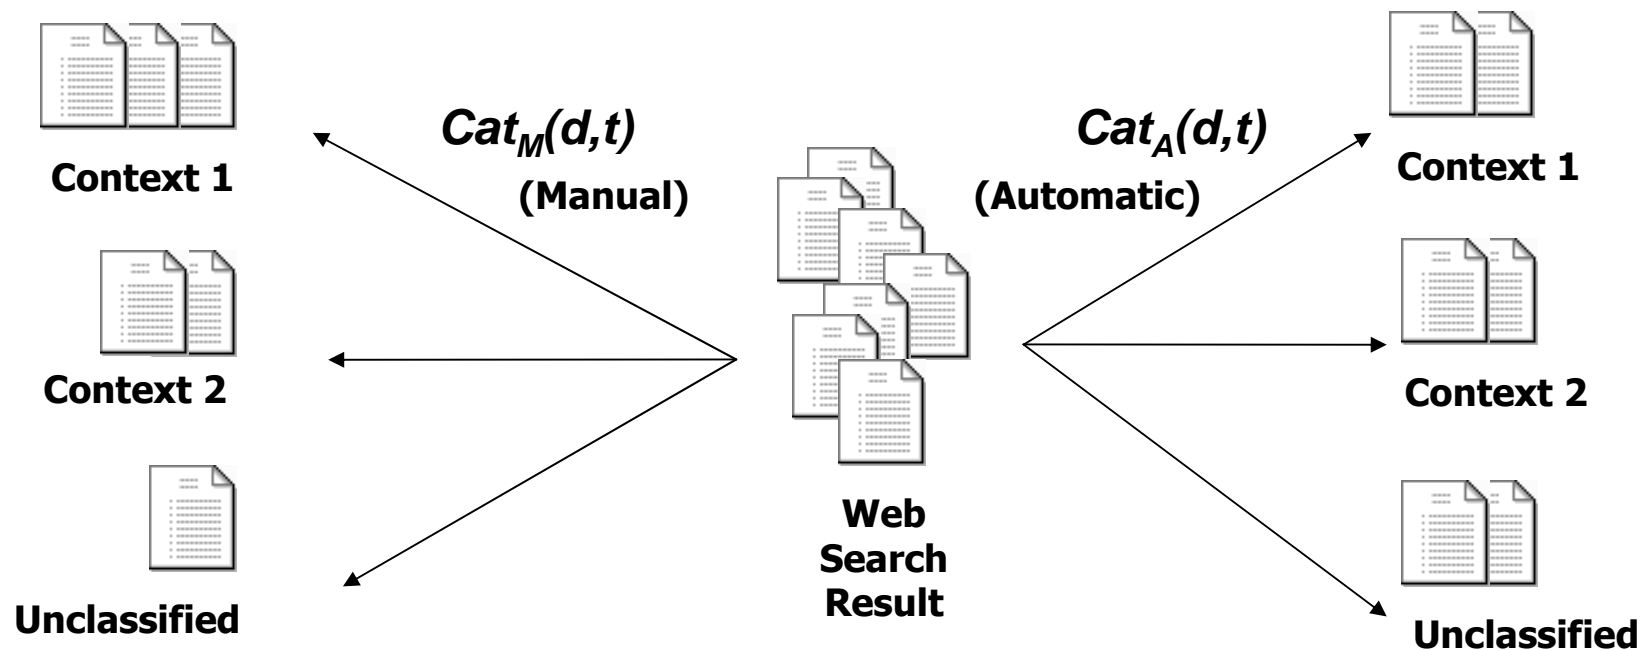 Cat_M(d,t)
(Manual)
Context 1
Context 2
Unclassified
Web
Search
Result
Cat_A(d,t)
(Automatic)
Context 1
Context 2
Unclassified